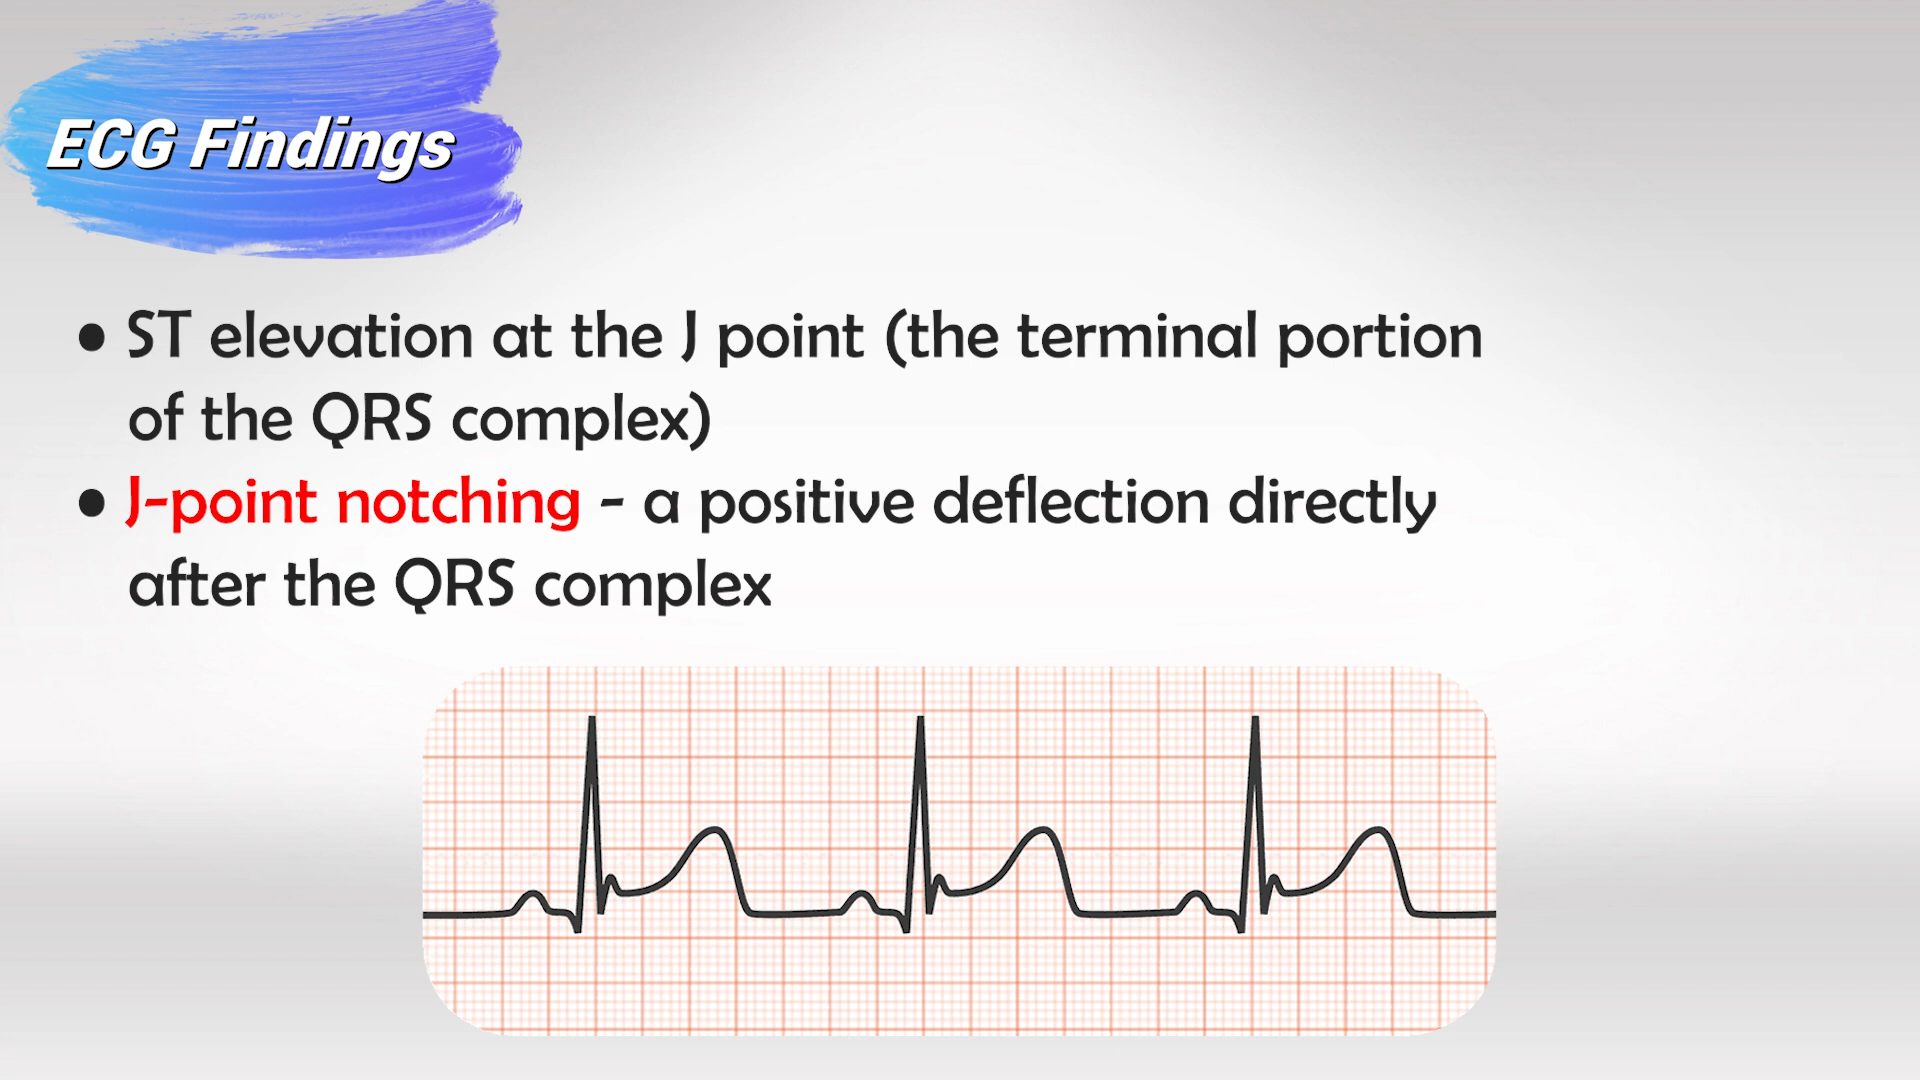 ECG Findings
• ST elevation at the J point (the terminal portion
of the QRS complex)
• J-point notching - a positive deflection directly
after the QRS complex